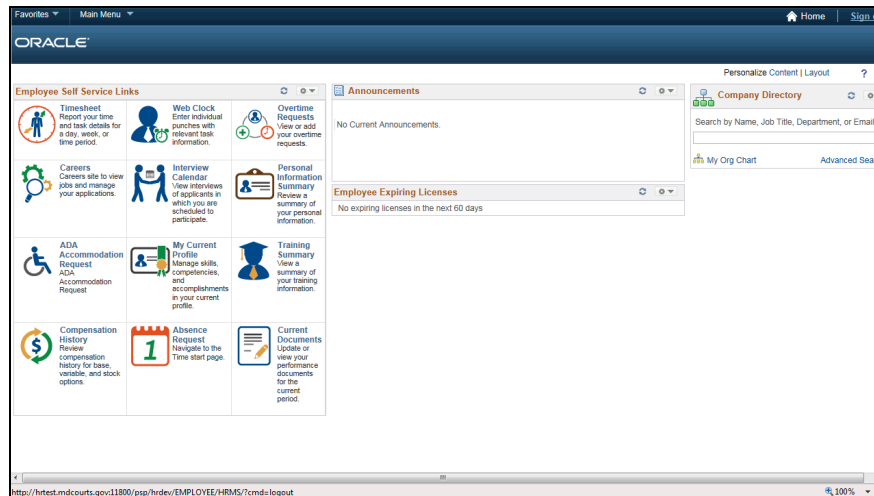 Favorites Main Menu Home Sign
ORACLE
Personalize Content | Layout ?
Employee Self Service Links
Timesheet
Report your time
and task details for
a day, week, or
time period.
Web Clock
Enter individual
punches with
relevant task
information.
Overtime
Requests
View or add
your overtime
requests.
Careers
Careers site to view
jobs and manage
your applications.
Interview
Calendar
View interviews
of applicants in
which you are
scheduled to
participate.
Personal
Information
Summary
Review a
summary of
your personal
information.
ADA
Accommodation
Request
ADA
Accommodation
Request
My Current
Profile
Manage skills,
competencies,
and
accomplishments
in your current
profile.
Training
Summary
View a
summary of
your training
information.
Compensation
History
Review
compensation
history for base,
variable, and stock
options.
1
Absence
Request
Navigate to the
Time start page.
Current
Documents
Update or
view your
performance
documents
for the
current
period.
Announcements
No Current Announcements.
Employee Expiring Licenses
No expiring licenses in the next 60 days
Company Directory
Search by Name, Job Title, Department, or Email
My Org Chart Advanced Sea
http://hrtest.mdcourts.gov:11800/psp/hrdev/EMPLOYEE/HRMS/?cmd=logout 100%